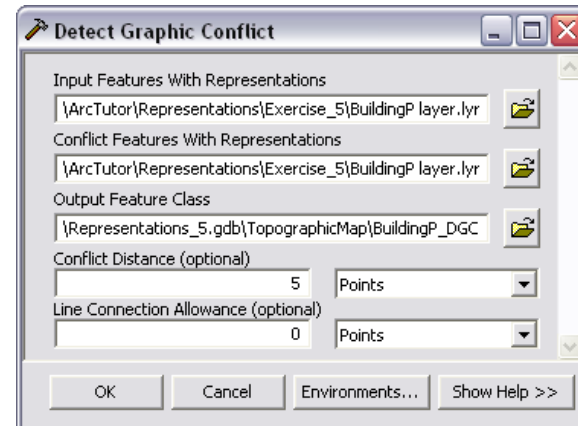 Detect Graphic Conflict
Input Features With Representations
\ArcTutor\Representations\Exercise_5\BuildingP layer.lyr
Conflict Features With Representations
\ArcTutor\Representations\Exercise_5\BuildingP layer.lyr
Output Feature Class
\Representations_5.gdb\TopographicMap\BuildingP_DGC
Conflict Distance (optional)
5 Points
Line Connection Allowance (optional)
0 Points
OK Cancel Environments... Show Help >>